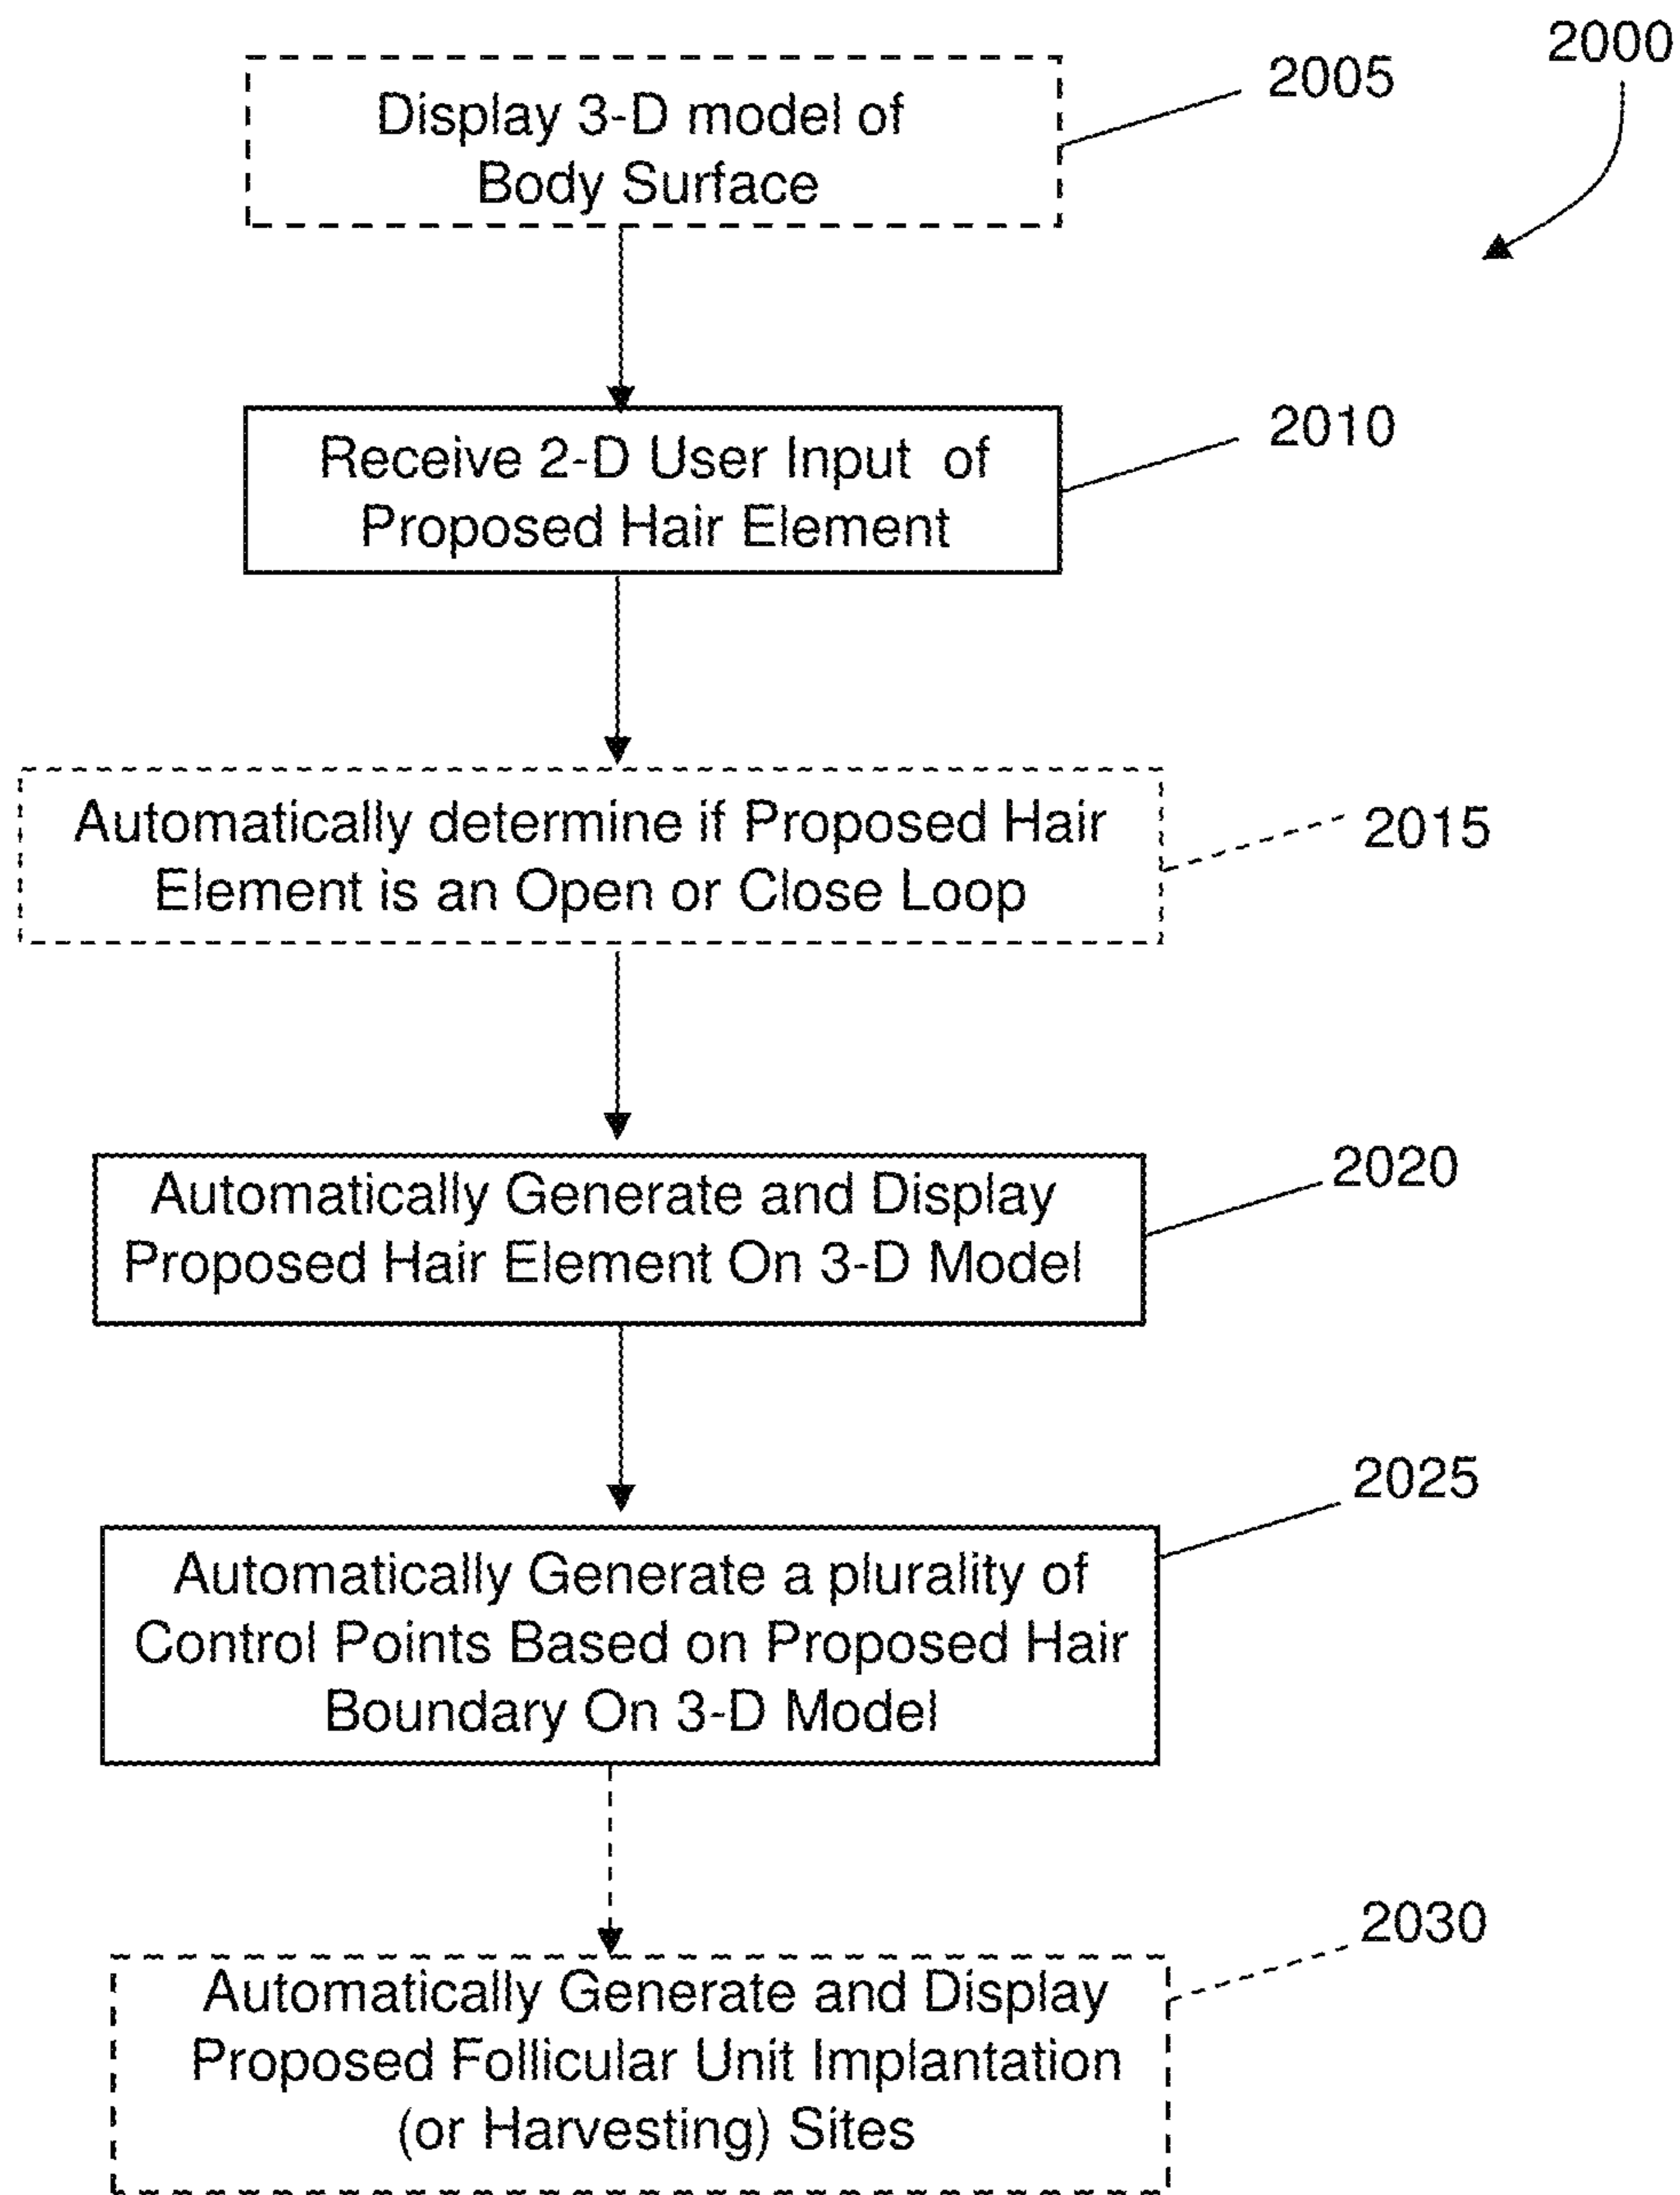 2000
Display 3-D model of
Body Surface
2005
Receive 2-D User Input of
Proposed Hair Element
2010
Automatically determine if Proposed Hair
Element is an Open or Close Loop
2015
Automatically Generate and Display
Proposed Hair Element On 3-D Model
2020
Automatically Generate a plurality of
Control Points Based on Proposed Hair
Boundary On 3-D Model
2025
Automatically Generate and Display
Proposed Follicular Unit Implantation
(or Harvesting) Sites
2030